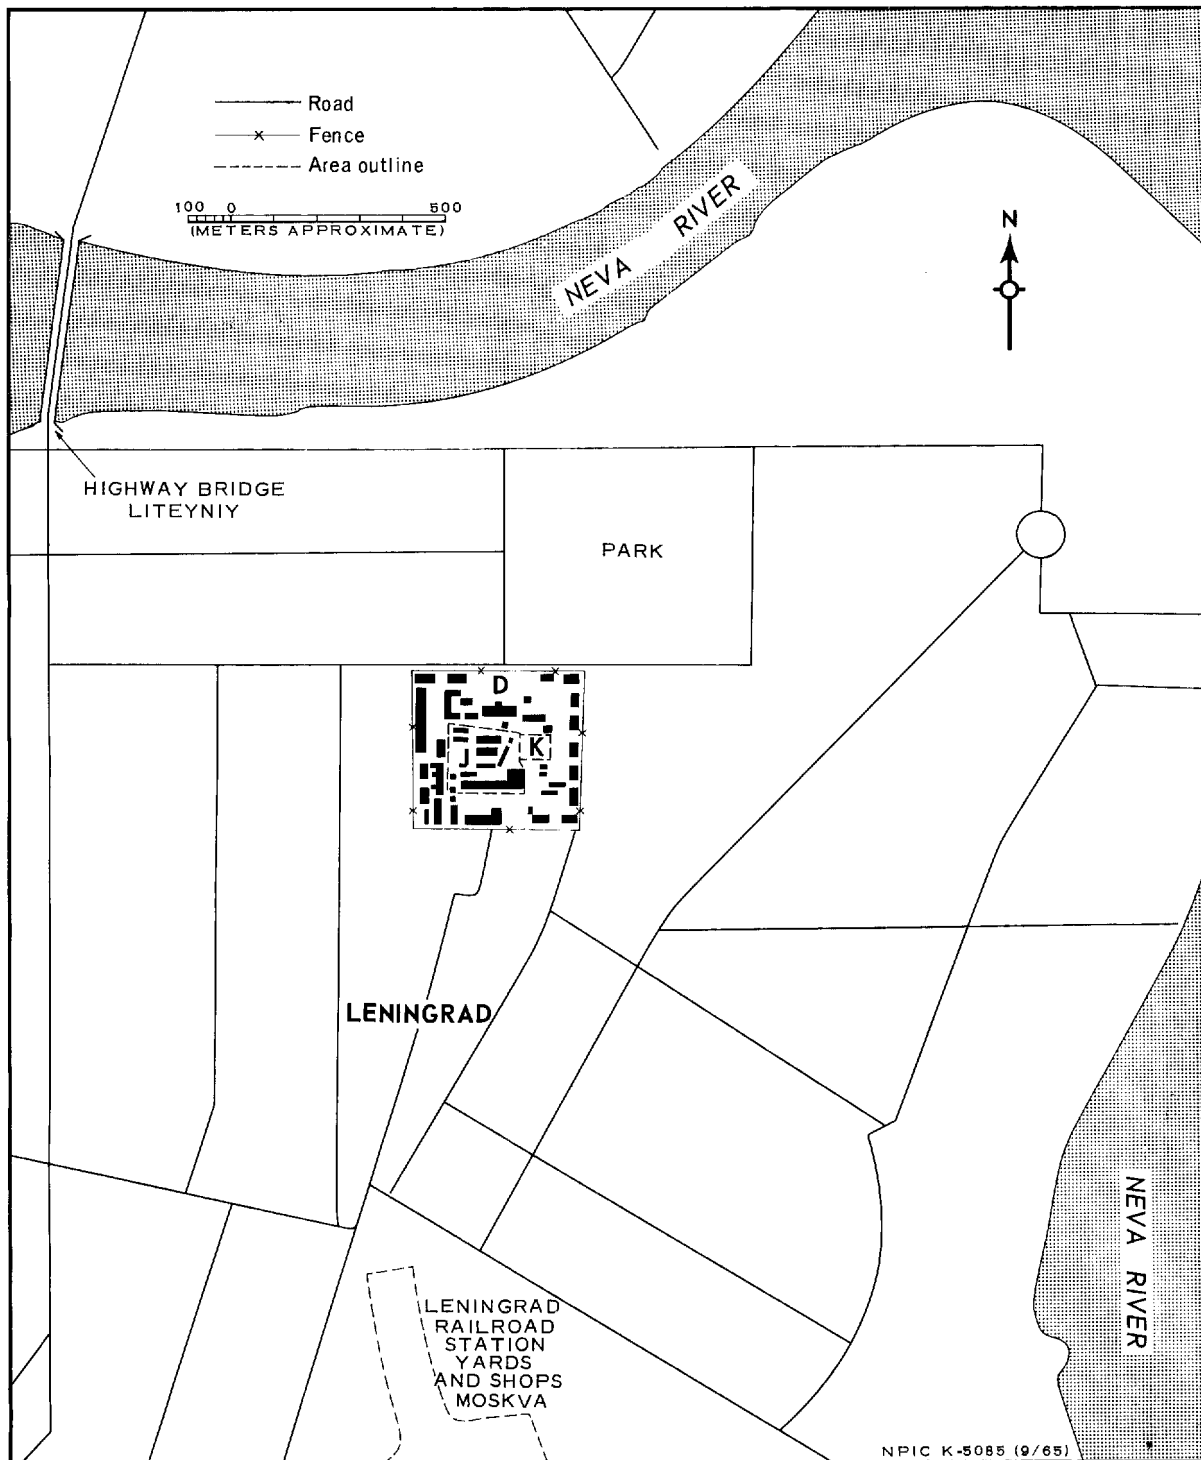 Road
Fence
Area outline
100 0 500
(METERS APPROXIMATE)
NEVA RIVER
N
HIGHWAY BRIDGE
LITEYNIY
PARK
D
K
J
LENINGRAD
LENINGRAD
RAILROAD
STATION
YARDS
AND SHOPS
MOSKVA
NEVA RIVER
NPIC K-5085 (9/65)